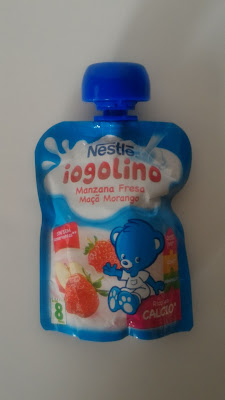 Nestlé
iogolino
Manzana Fresa
Maçã Morango
8
CALCIO